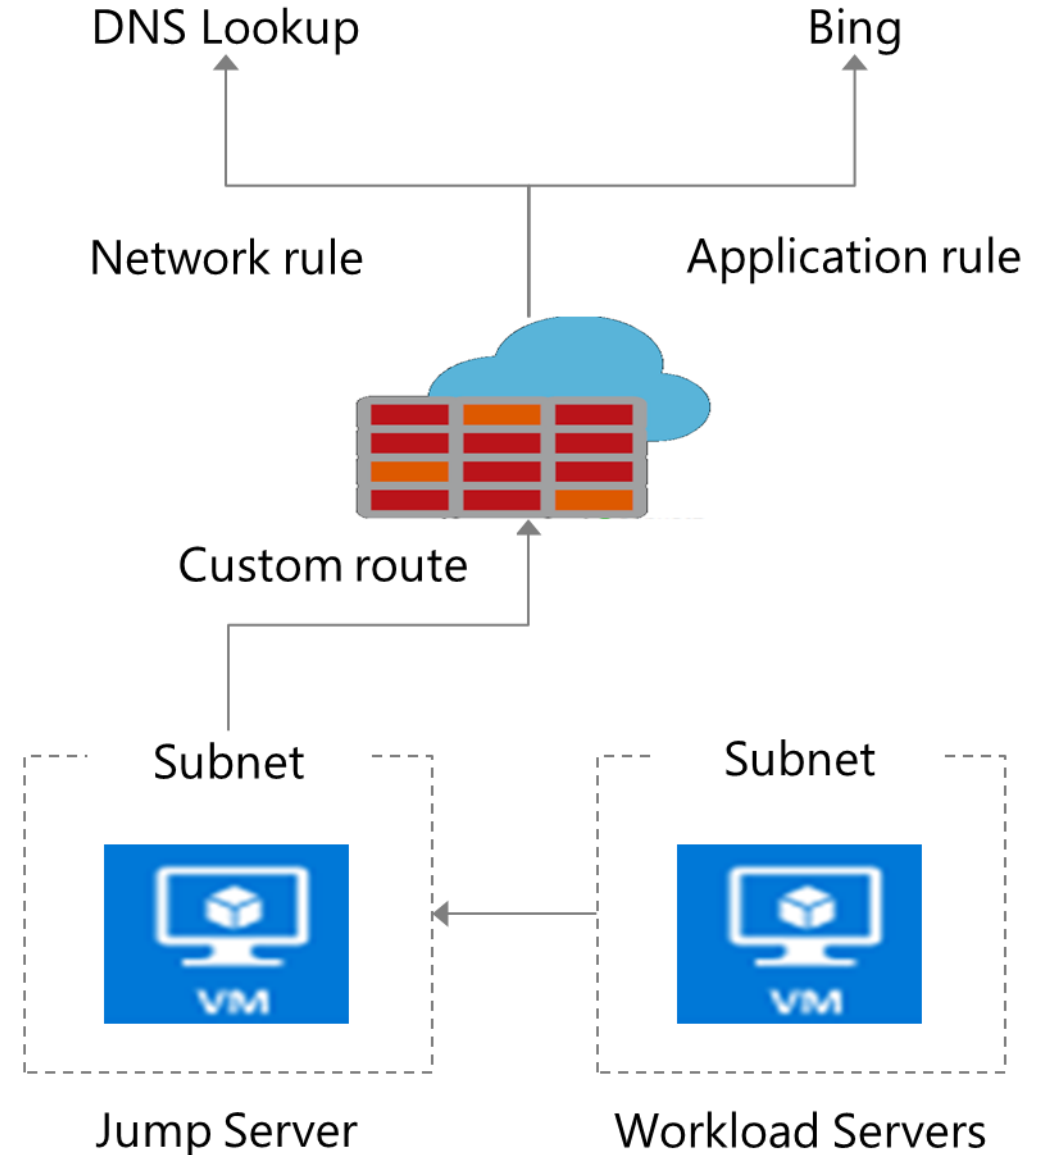 DNS Lookup
Bing
Network rule
Application rule
Custom route
Subnet
Subnet
VM
VM
Jump Server
Workload Servers